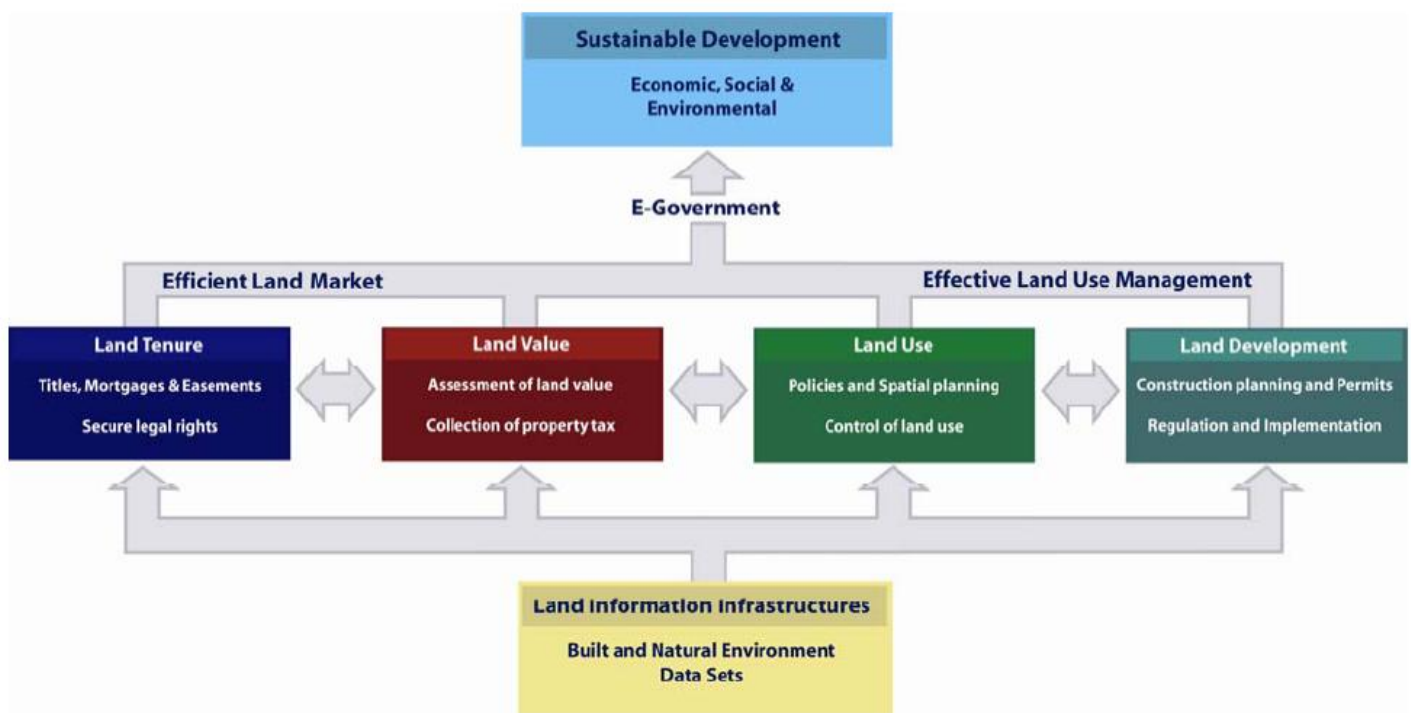 Sustainable Development
Economic, Social &
Environmental
E-Government
Efficient Land Market
Effective Land Use Management
Land Tenure
Titles, Mortgages & Easements
Secure legal rights
Land Value
Assessment of land value
Collection of property tax
Land Use
Policies and Spatial planning
Control of land use
Land Development
Construction planning and Permits
Regulation and Implementation
Land Information Infrastructures
Built and Natural Environment
Data Sets